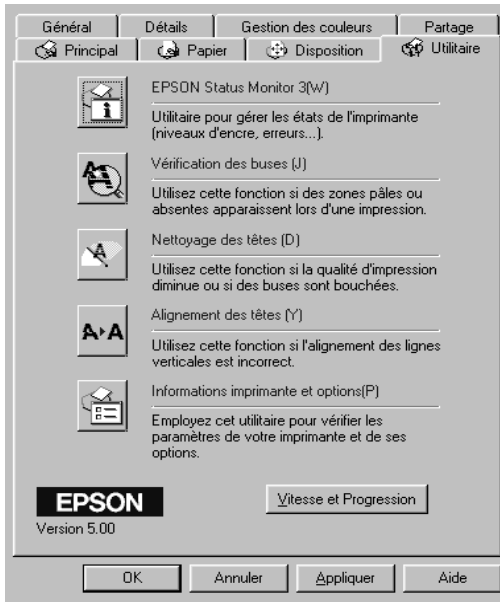 Général Détails Gestion des couleurs Partage
Principal Papier Disposition Utilitaire
EPSON Status Monitor 3(W)
Utilitaire pour gérer les états de l'imprimante
(niveaux d'encre, erreurs...).
Vérification des buses (J)
Utilisez cette fonction si des zones pâles ou
absentes apparaissent lors d'une impression.
Nettoyage des têtes (D)
Utilisez cette fonction si la qualité d'impression
diminue ou si des buses sont bouchées.
Alignement des têtes (Y)
A A
Utilisez cette fonction si l'alignement des lignes
verticales est incorrect.
Informations imprimante et options(P)
Employez cet utilitaire pour vérifier les
paramètres de votre imprimante et de ses
options.
EPSON
Vitesse et Progression
Version 5.00
OK Annuler Appliquer Aide